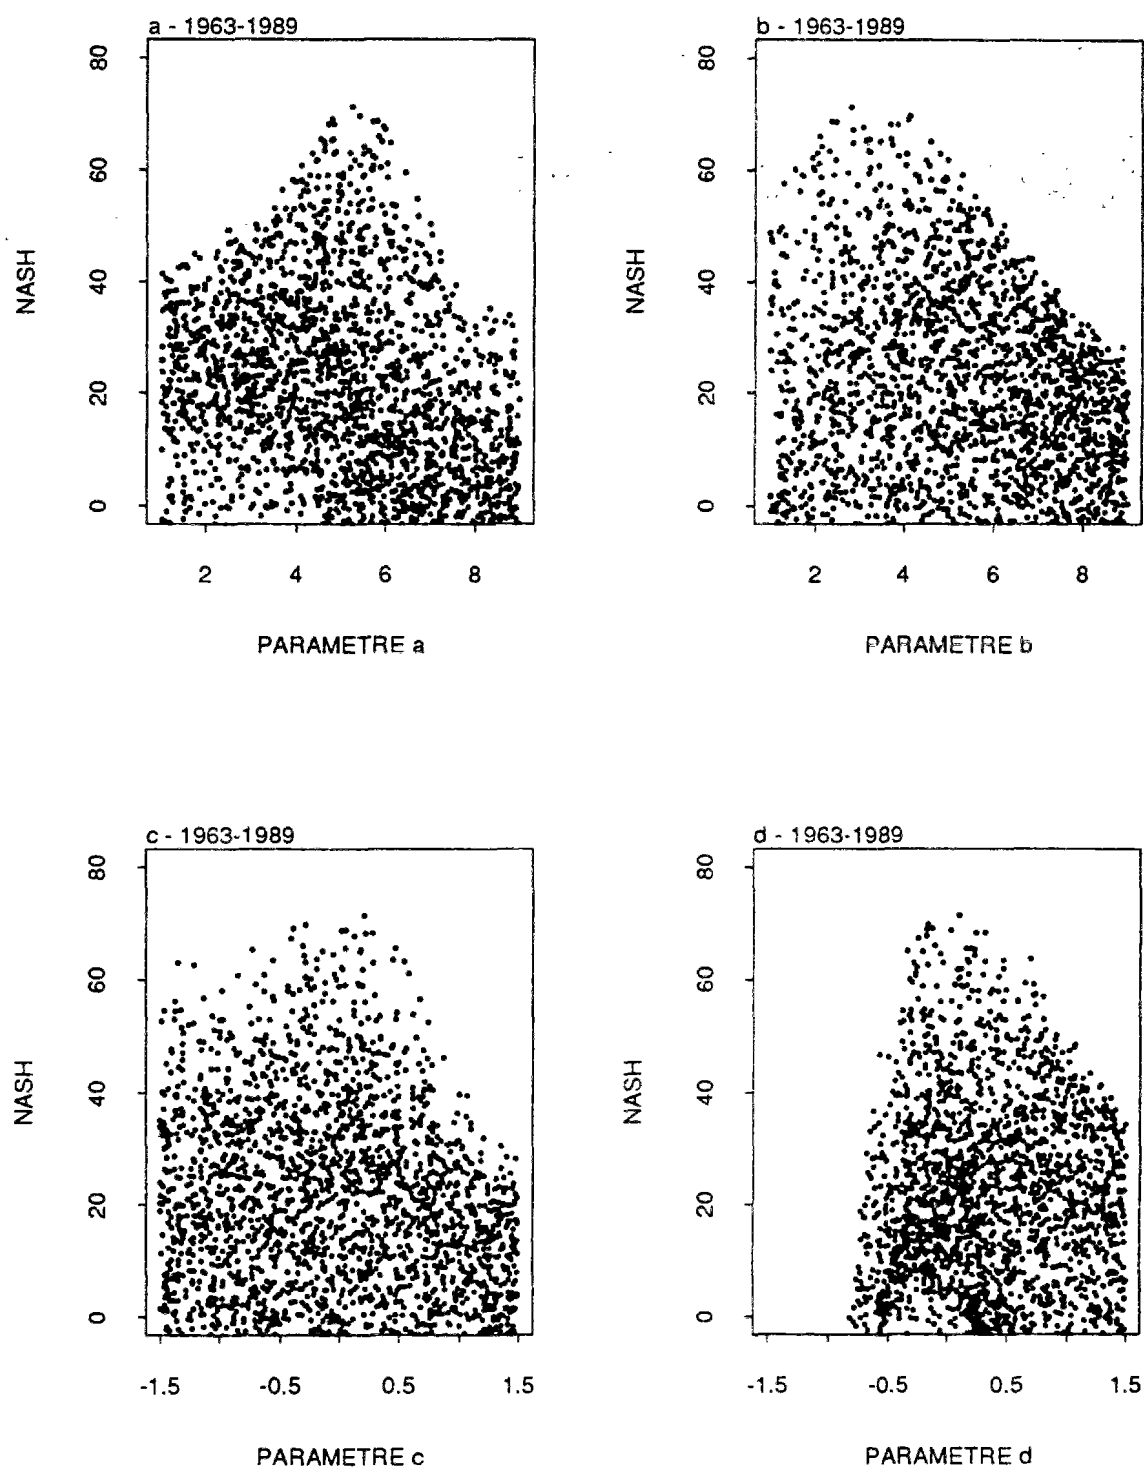 a - 1963-1989
b - 1963-1989
80
60
40
20
0
NASH
2 4 6 8
PARAMETRE a
80
60
40
20
0
NASH
2 4 6 8
PARAMETRE b
c - 1963-1989
d - 1963-1989
80
60
40
20
0
NASH
-1.5 -0.5 0.5 1.5
PARAMETRE c
80
60
40
20
0
NASH
-1.5 -0.5 0.5 1.5
PARAMETRE d